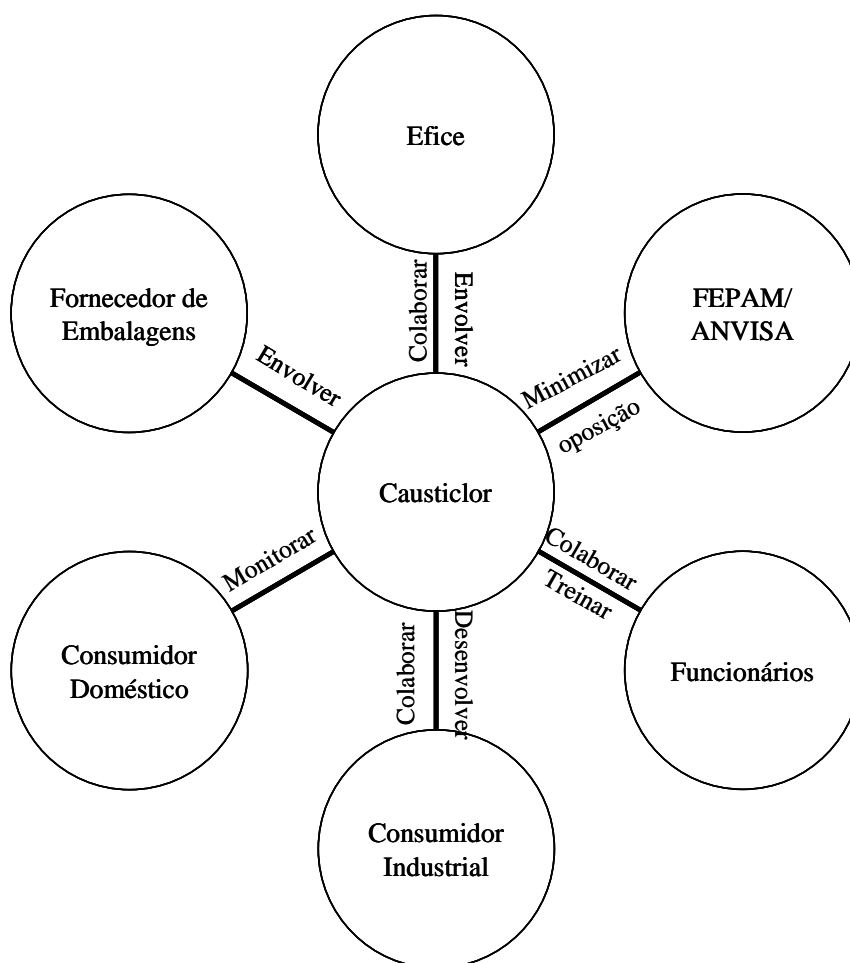 Efice
Colaborar
Envolver
Fornecedor de
Embalagens
FEPAM/
ANVISA
Envolver
Minimizar
oposição
Causticlor
Monitorar
Colaborar
Treinar
Consumidor
Doméstico
Colaborar
Desenvolver
Funcionários
Consumidor
Industrial